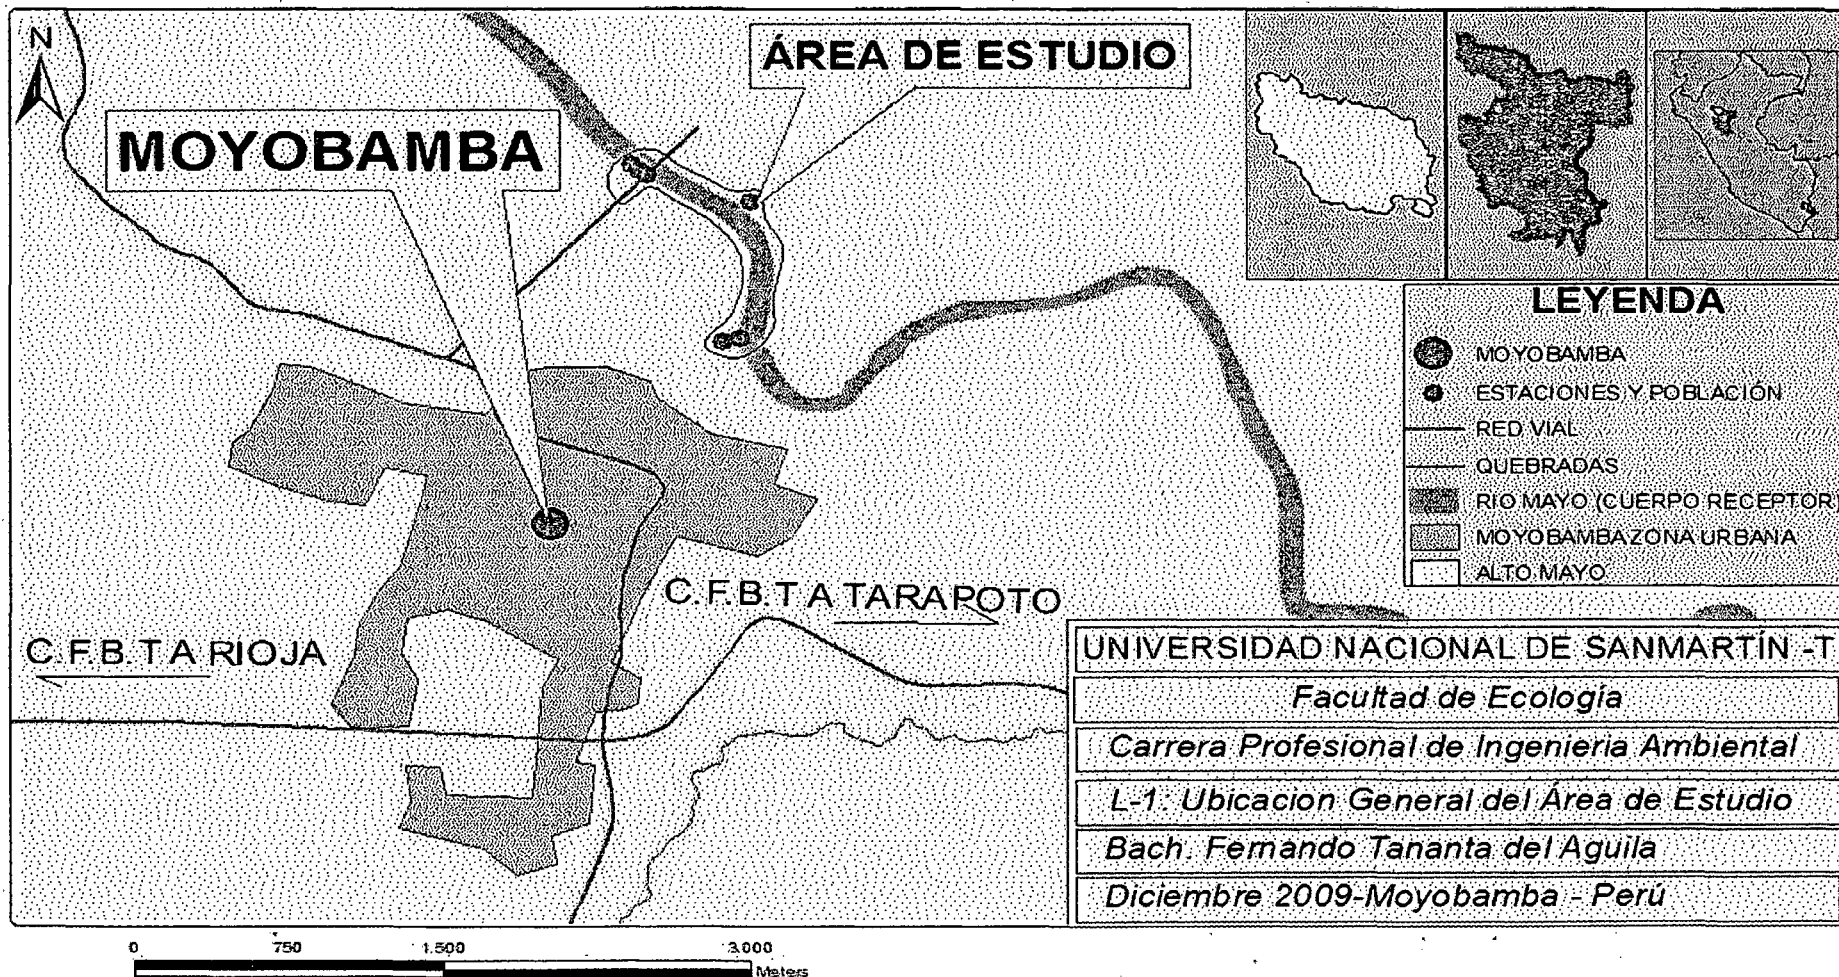 N
ÁREA DE ESTUDIO
MOYOBAMBA
LEYENDA
MOYOBAMBA
ESTACIONES Y POBLACIÓN
RED VIAL
QUEBRADAS
RIO MAYO (CUERPO RECEPTOR)
MOYOBAMBA ZONA URBANA
ALTO MAYO
C.F.B.T A TARAPOTO
C.F.B.T A RIOJA
UNIVERSIDAD NACIONAL DE SANMARTÍN -T
Facultad de Ecología
Carrera Profesional de Ingenieria Ambiental
L-1: Ubicacion General del Área de Estudio
Bach. Fernando Tananta del Aguila
Diciembre 2009-Moyobamba - Perú
0 750 1.500 3.000
Meters